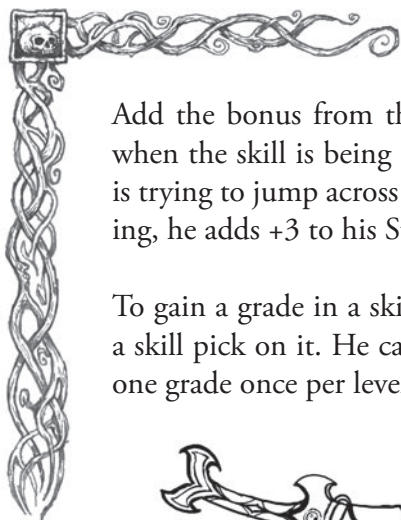 Add the bonus from th
when the skill is being
is trying to jump across
ing, he adds +3 to his S
To gain a grade in a ski
a skill pick on it. He ca
one grade once per leve